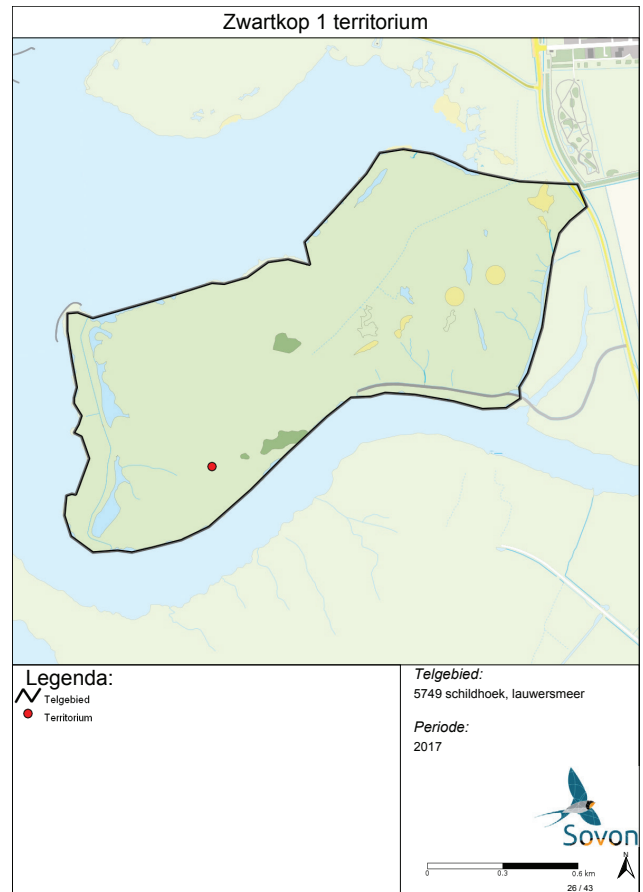 Zwartkop 1 territorium
Legenda:
Telgebied
Territorium
Telgebied:
5749 schildhoek, lauwersmeer
Periode:
2017
Sovon
N
0 0.3 0.6 km
26 / 43